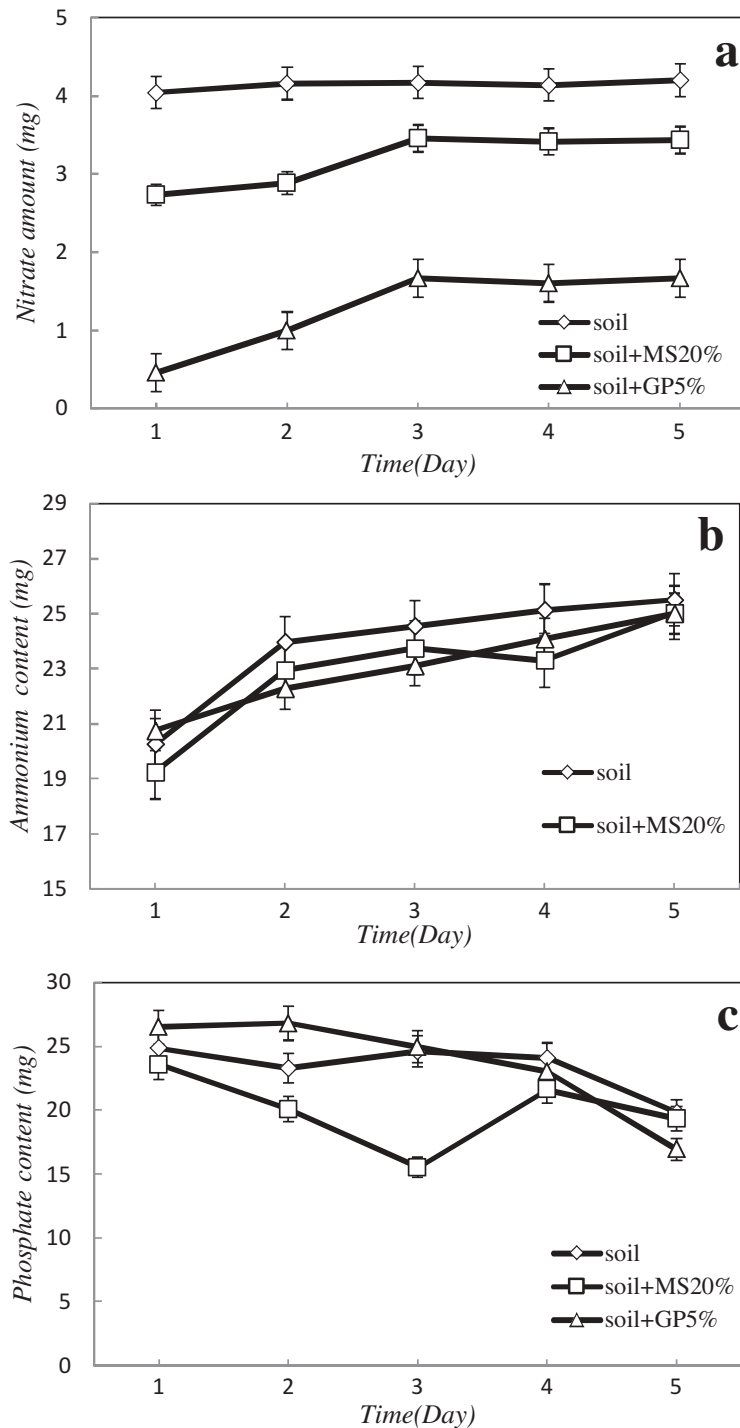 5
a
4
3
2
1
0
Nitrate amount (mg)
soil
soil+MS20%
soil+GP5%
1 2 3 4 5
Time(Day)
29
b
27
25
23
21
19
17
15
Ammonium content (mg)
soil
soil+MS20%
1 2 3 4 5
Time(Day)
30
c
25
20
15
10
5
0
Phosphate content (mg)
soil
soil+MS20%
soil+GP5%
1 2 3 4 5
Time(Day)